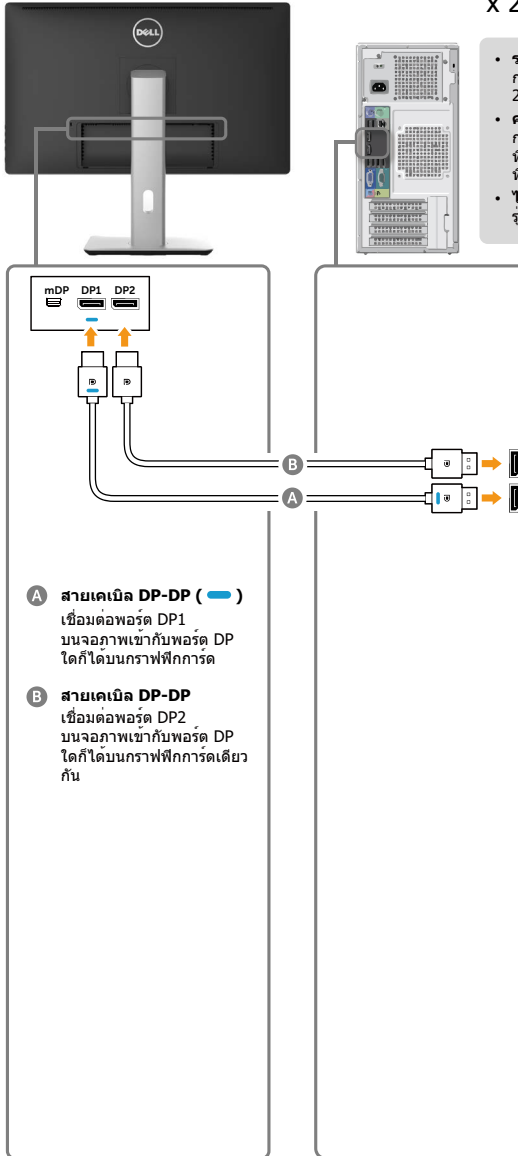 DELL
x 2
mDP DP1 DP2
B
A
A สายเคเบิล DP-DP ( )
เชื่อมต่อพอร์ต DP1
บนจอภาพเข้ากับพอร์ต DP
ใดก็ได้บนกราฟฟิกการ์ด
B สายเคเบิล DP-DP
เชื่อมต่อพอร์ต DP2
บนจอภาพเข้ากับพอร์ต DP
ใดก็ได้บนกราฟฟิกการ์ดเดียว
กัน